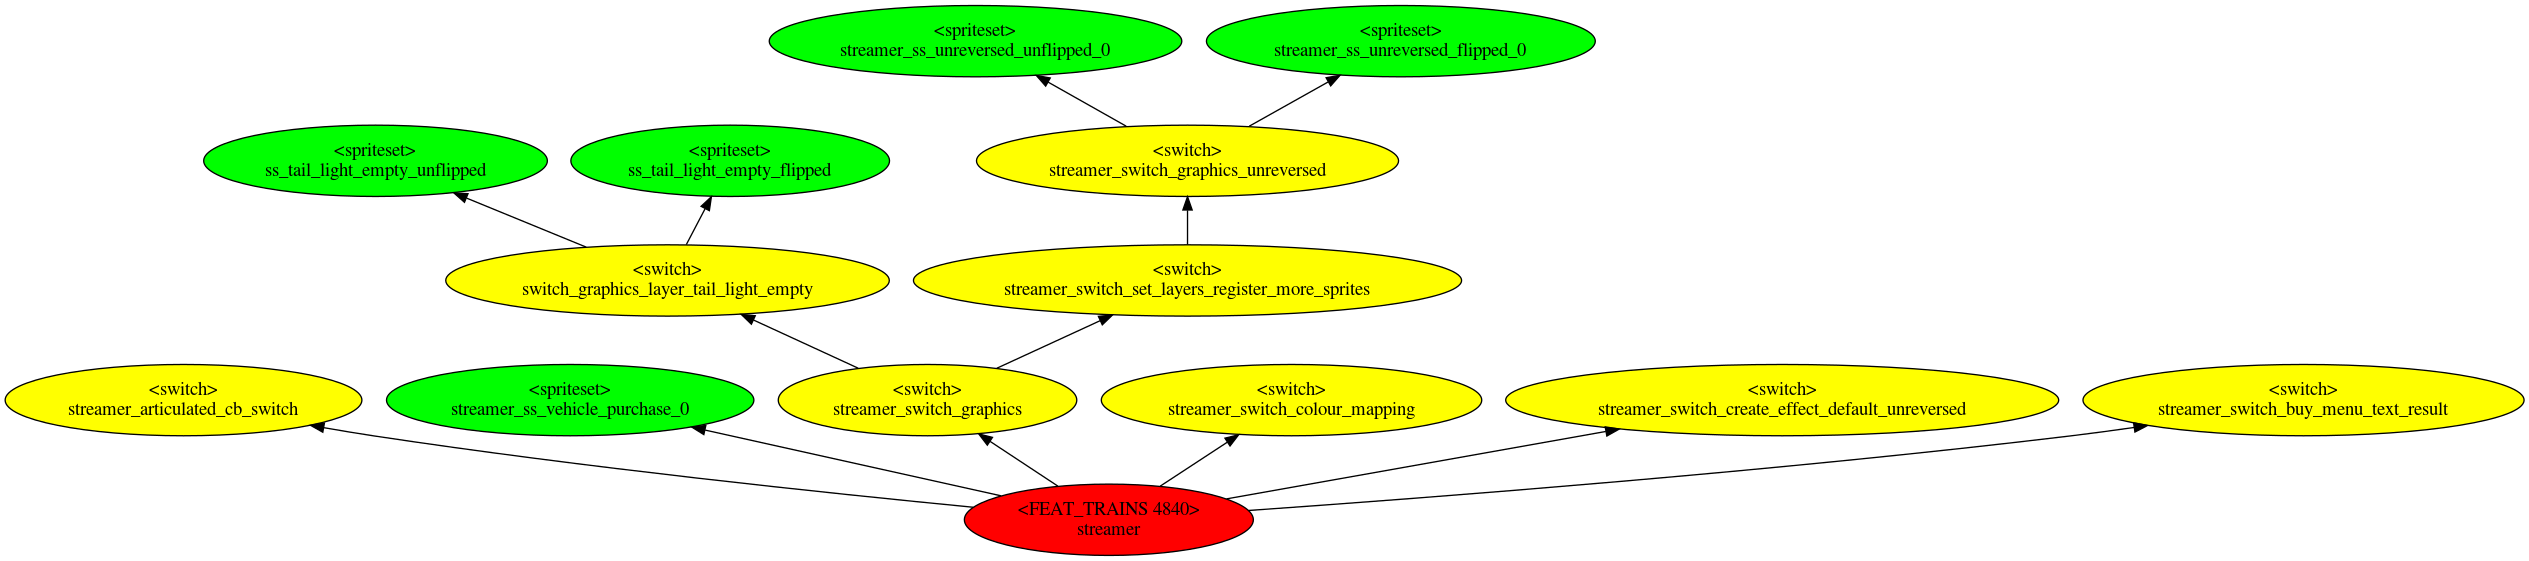 <spriteset>
streamer_ss_unreversed_unflipped_0
<spriteset>
streamer_ss_unreversed_flipped_0
<spriteset>
ss_tail_light_empty_unflipped
<spriteset>
ss_tail_light_empty_flipped
<switch>
streamer_switch_graphics_unreversed
<switch>
switch_graphics_layer_tail_light_empty
<switch>
streamer_switch_set_layers_register_more_sprites
<switch>
streamer_articulated_cb_switch
<spriteset>
streamer_ss_vehicle_purchase_0
<switch>
streamer_switch_graphics
<switch>
streamer_switch_colour_mapping
<switch>
streamer_switch_create_effect_default_unreversed
<switch>
streamer_switch_buy_menu_text_result
<FEAT_TRAINS 4840>
streamer